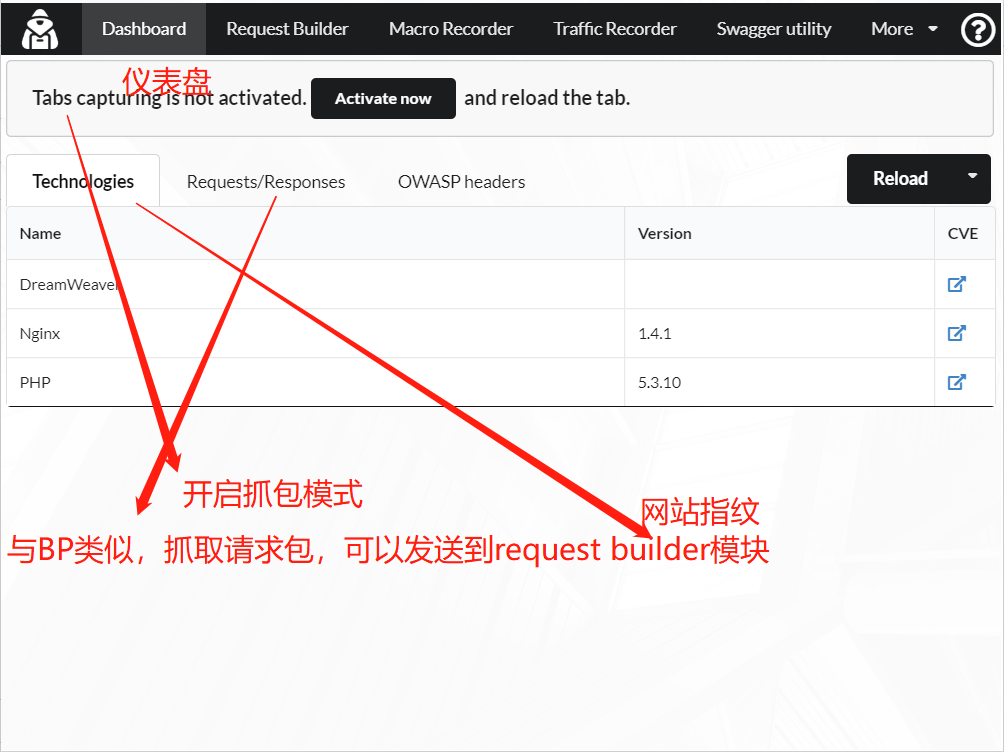 Dashboard Request Builder Macro Recorder Traffic Recorder Swagger utility More ?
仪表盘
Tabs capturing is not activated. Activate now and reload the tab.
Technologies Requests/Responses OWASP headers Reload
Name Version CVE
DreamWeaver
Nginx 1.4.1
PHP 5.3.10
开启抓包模式
网站指纹
与BP类似，抓取请求包，可以发送到request builder模块